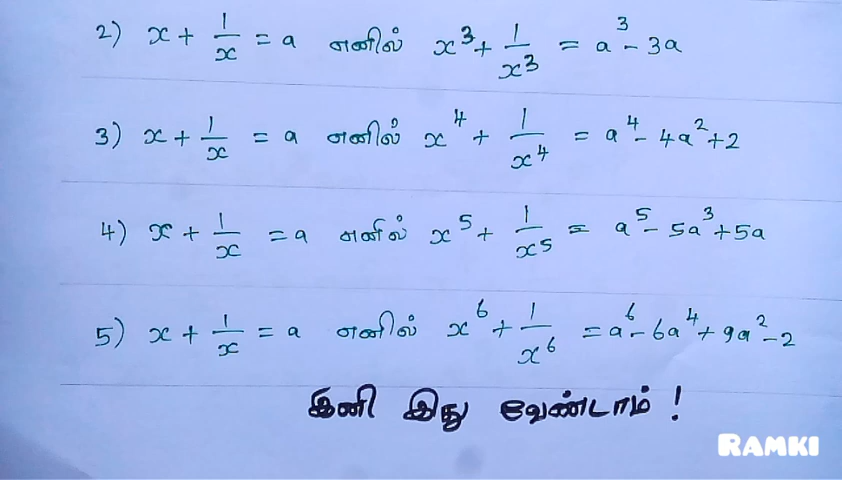 2) x + 1/x = a எனில் x³ + 1/x³ = a³ - 3a
3) x + 1/x = a எனில் x⁴ + 1/x⁴ = a⁴ - 4a² + 2
4) x + 1/x = a எனில் x⁵ + 1/x⁵ = a⁵ - 5a³ + 5a
5) x + 1/x = a எனில் x⁶ + 1/x⁶ = a⁶ - 6a⁴ + 9a² - 2
இனி இது வேண்டாம் !
RAMKI